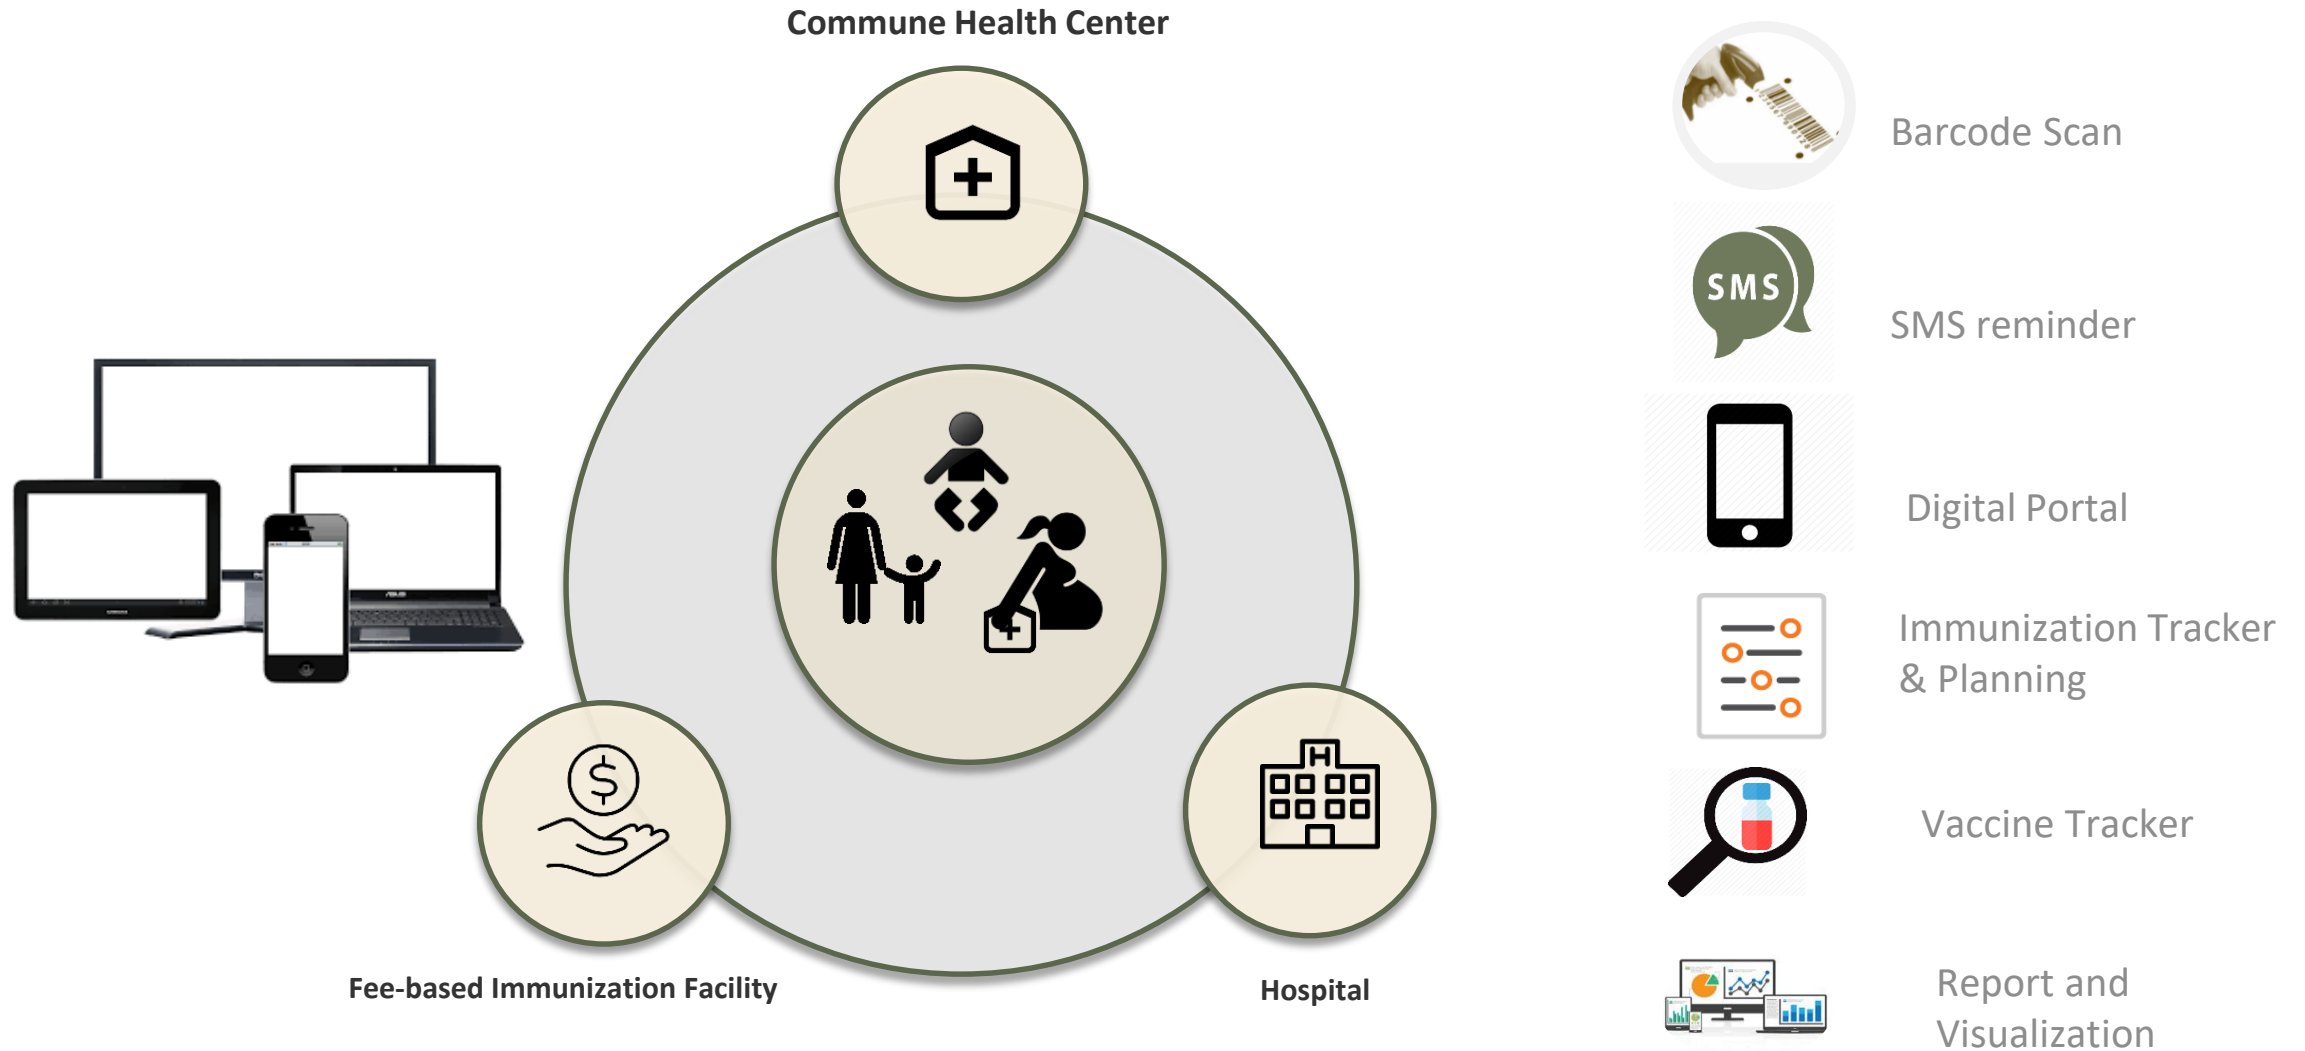 Commune Health Center
Barcode Scan
SMS
SMS reminder
Digital Portal
Immunization Tracker
& Planning
$
H
Vaccine Tracker
Fee-based Immunization Facility
Hospital
Report and
Visualization